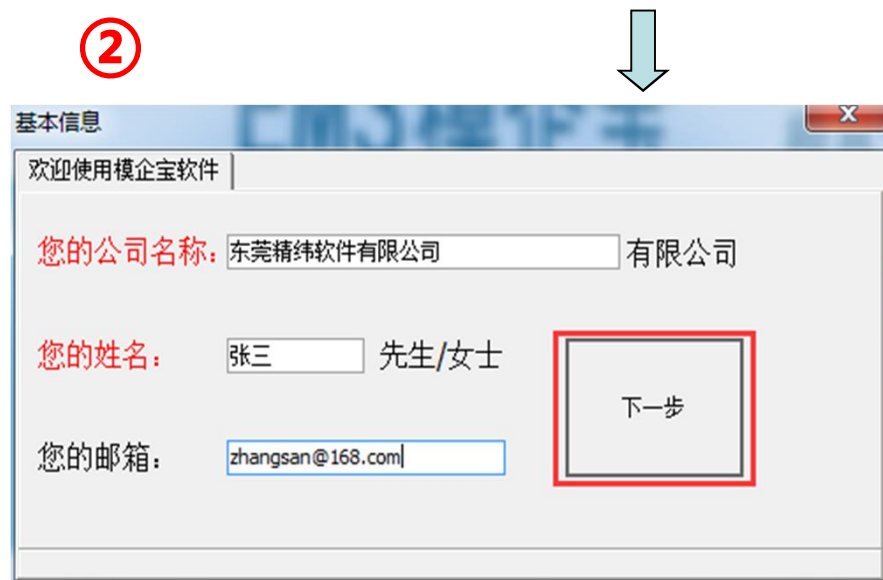 ②
基本信息
欢迎使用模企宝软件
您的公司名称：东莞精纬软件有限公司 有限公司
您的姓名： 张三 先生/女士
下一步
您的邮箱： zhangsan@168.com